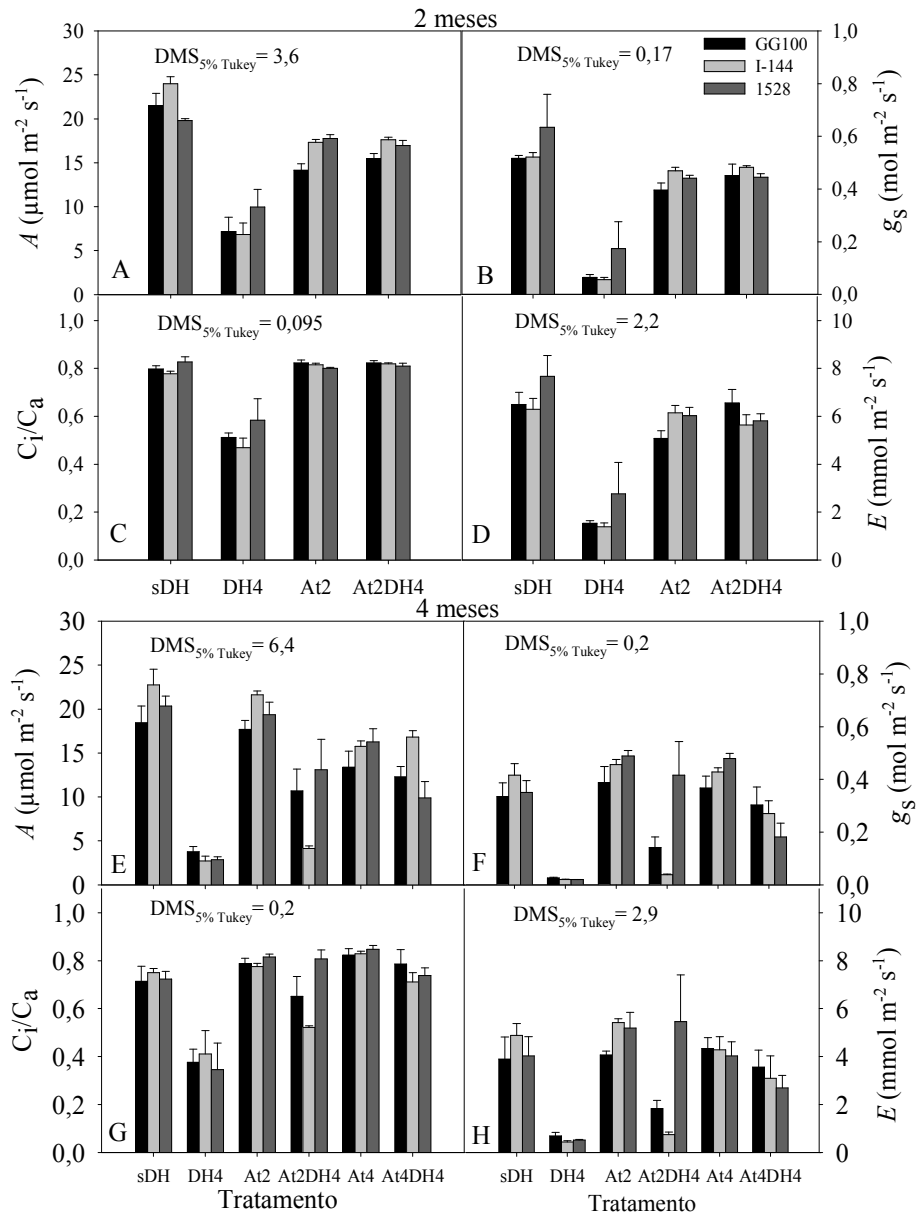 2 meses
A (µmol m-2 s-1)
30
25
20
15
10
5
0
DMS5% Tukey= 3,6
A
DMS5% Tukey= 0,17
GG100
I-144
1528
B
1,0
0,8
0,6
0,4
0,2
0,0
gs (mol m-2 s-1)
Ci/Ca
1,0
0,8
0,6
0,4
0,2
0,0
DMS5% Tukey= 0,095
C
DMS5% Tukey= 2,2
D
10
8
6
4
2
0
E (mmol m-2 s-1)
sDH DH4 At2 At2DH4
sDH DH4 At2 At2DH4
4 meses
A (µmol m-2 s-1)
30
25
20
15
10
5
0
DMS5% Tukey= 6,4
E
DMS5% Tukey= 0,2
F
1,0
0,8
0,6
0,4
0,2
0,0
gs (mol m-2 s-1)
Ci/Ca
1,0
0,8
0,6
0,4
0,2
0,0
DMS5% Tukey= 0,2
G
DMS5% Tukey= 2,9
H
10
8
6
4
2
0
E (mmol m-2 s-1)
sDH DH4 At2 At2DH4 At4 At4DH4
Tratamento
sDH DH4 At2 At2DH4 At4 At4DH4
Tratamento